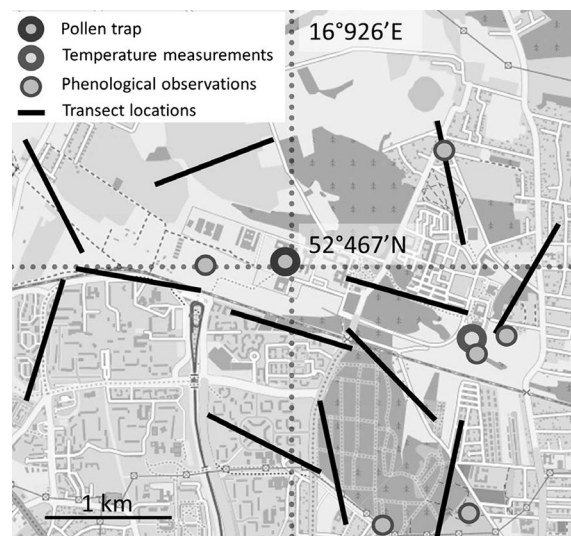 Pollen trap
Temperature measurements
Phenological observations
Transect locations
16°926’E
52°467’N
1 km